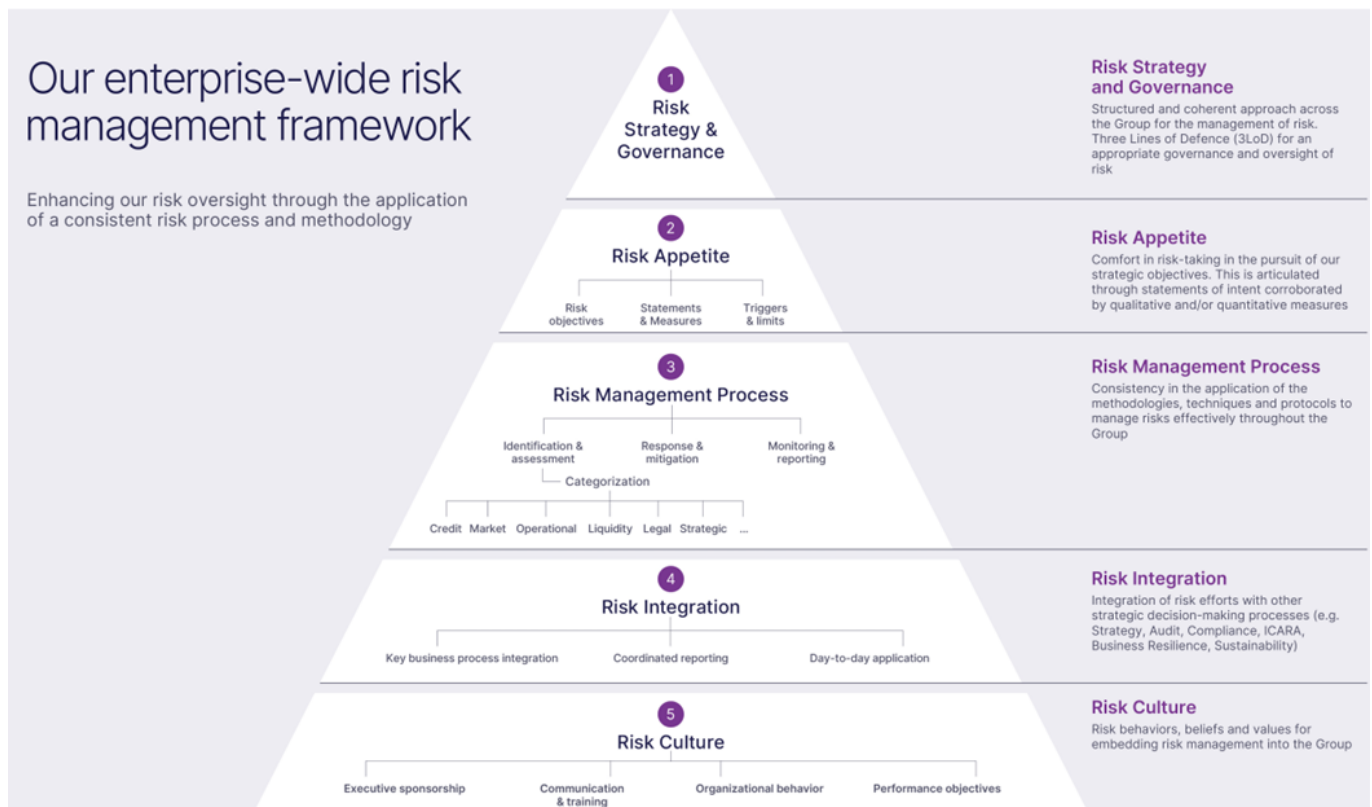 Our enterprise-wide risk
management framework
Enhancing our risk oversight through the application
of a consistent risk process and methodology
1
Risk
Strategy &
Governance
Risk Strategy
and Governance
Structured and coherent approach across
the Group for the management of risk.
Three Lines of Defence (3LoD) for an
appropriate governance and oversight of
risk
2
Risk Appetite
Risk
objectives
Statements
& Measures
Triggers
& limits
Risk Appetite
Comfort in risk-taking in the pursuit of our
strategic objectives. This is articulated
through statements of intent corroborated
by qualitative and/or quantitative measures
3
Risk Management Process
Identification &
assessment
Response &
mitigation
Monitoring &
reporting
Categorization
Credit Market Operational Liquidity Legal Strategic ...
Risk Management Process
Consistency in the application of the
methodologies, techniques and protocols to
manage risks effectively throughout the
Group
4
Risk Integration
Key business process integration
Coordinated reporting
Day-to-day application
Risk Integration
Integration of risk efforts with other
strategic decision-making processes (e.g.
Strategy, Audit, Compliance, ICARA,
Business Resilience, Sustainability)
5
Risk Culture
Executive sponsorship
Communication
& training
Organizational behavior
Performance objectives
Risk Culture
Risk behaviors, beliefs and values for
embedding risk management into the Group